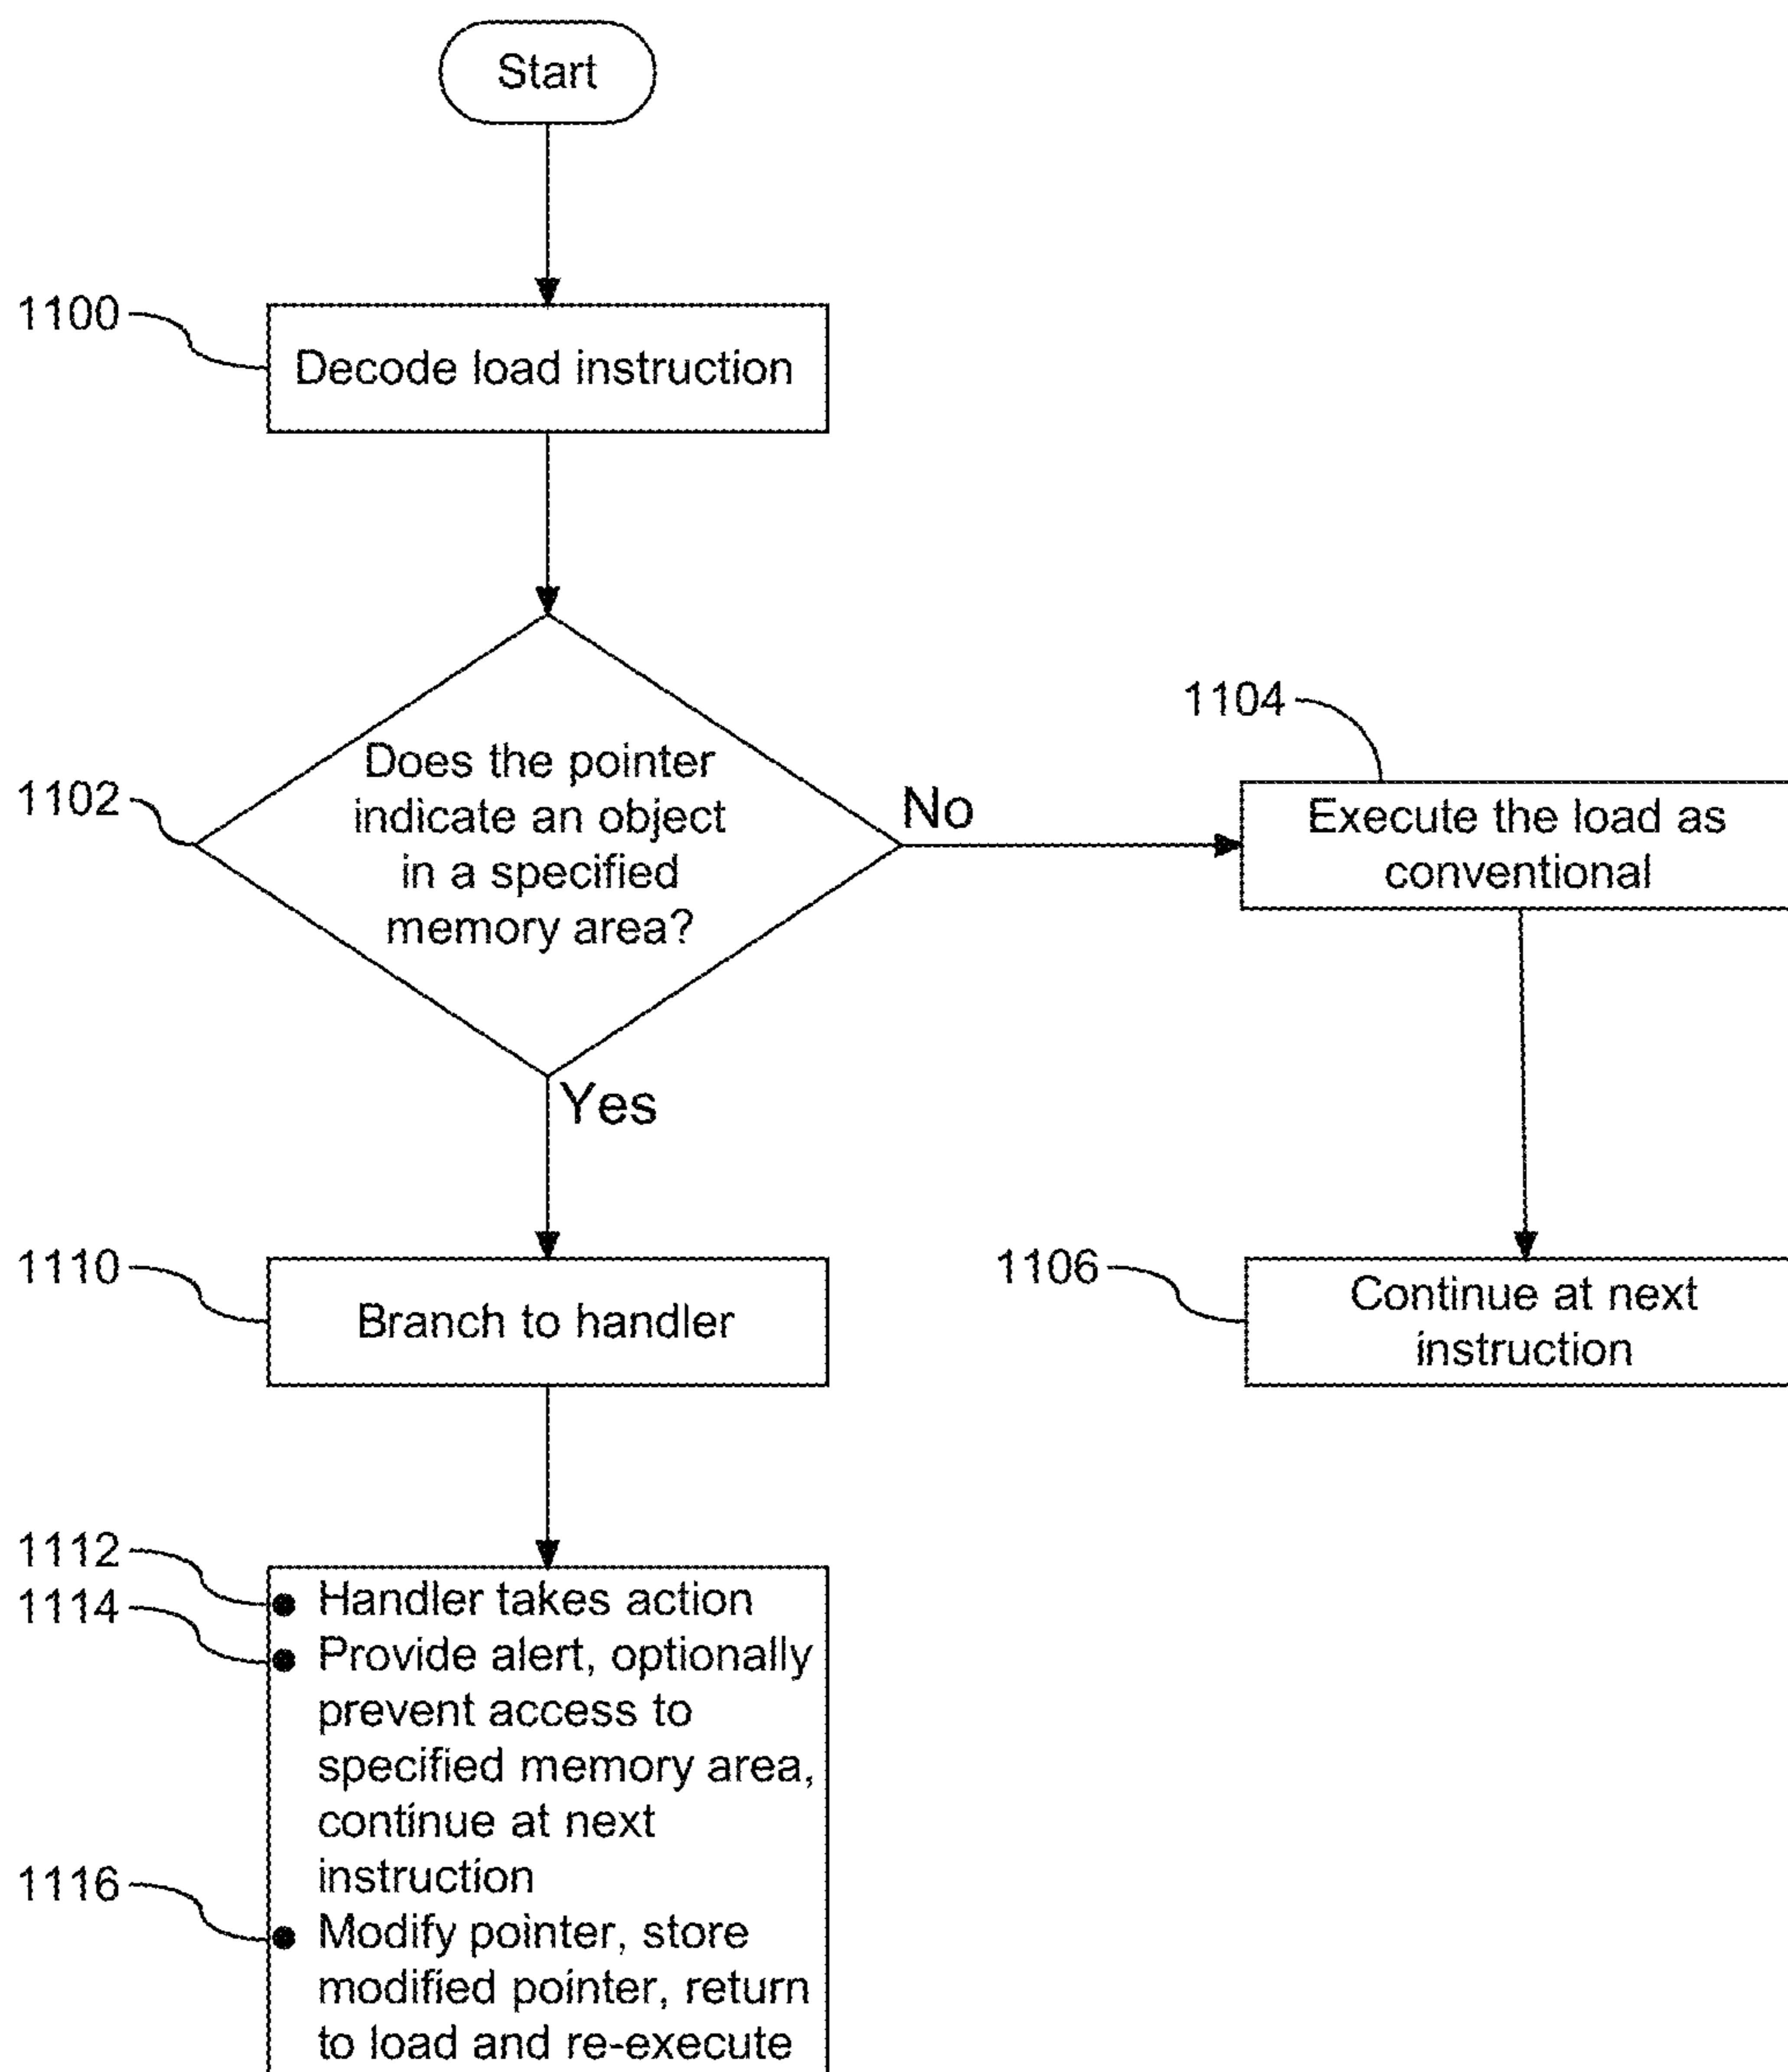 Start
1100
Decode load instruction
1102
Does the pointer
indicate an object
in a specified
memory area?
No
1104
Execute the load as
conventional
Yes
1110
Branch to handler
1106
Continue at next
instruction
1112
● Handler takes action
1114
● Provide alert, optionally
prevent access to
specified memory area,
continue at next
instruction
1116
● Modify pointer, store
modified pointer, return
to load and re-execute